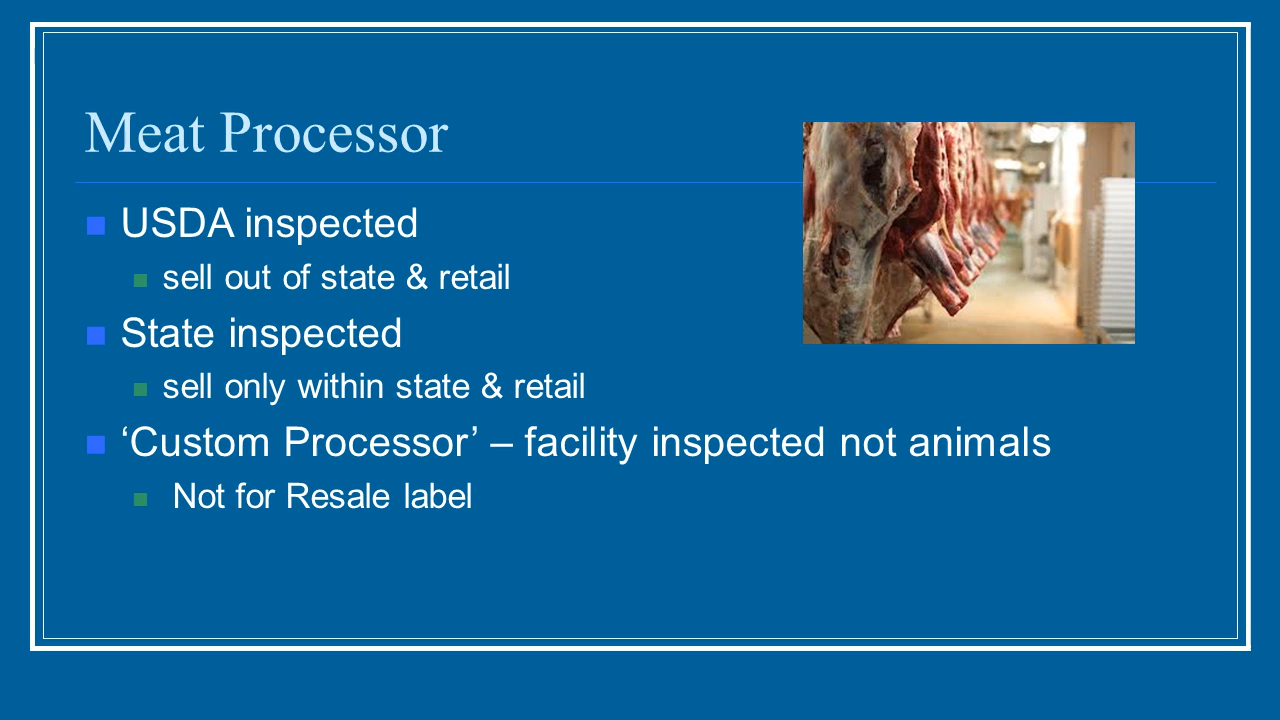 Meat Processor
USDA inspected
sell out of state & retail
State inspected
sell only within state & retail
‘Custom Processor’ – facility inspected not animals
Not for Resale label